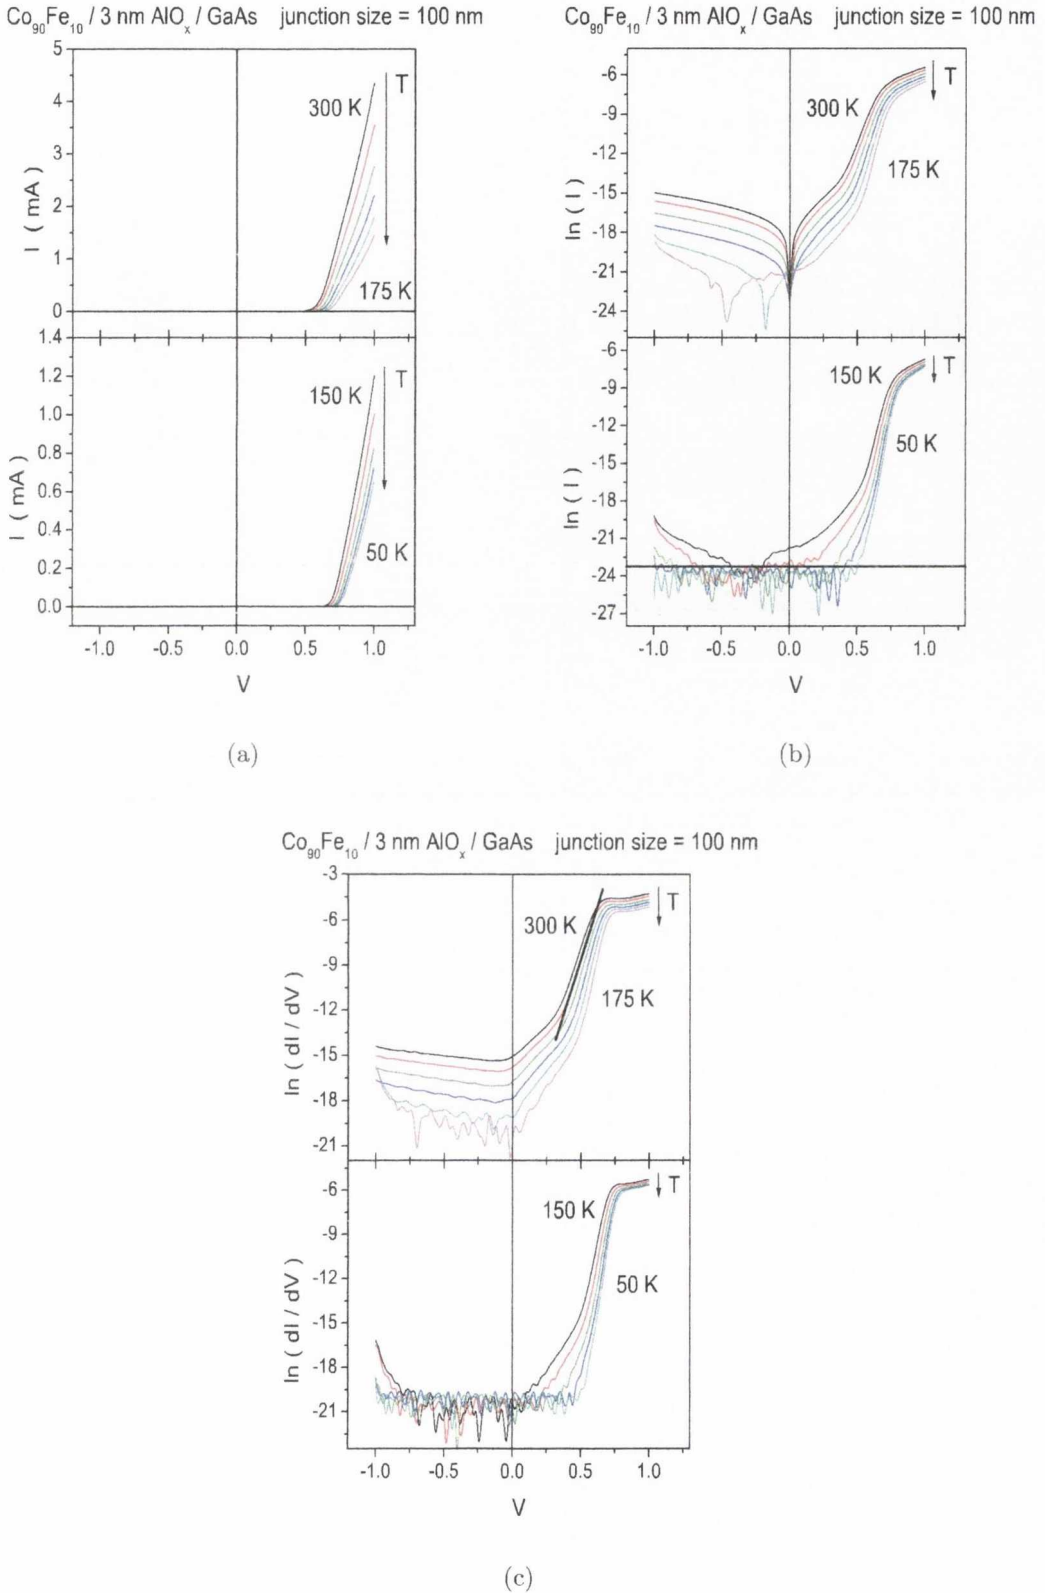 Co90Fe10 / 3 nm AlOx / GaAs junction size = 100 nm
5
4
3
2
1
0
I ( mA )
300 K
T
175 K
1.4
1.2
1.0
0.8
0.6
0.4
0.2
0.0
I ( mA )
150 K
T
50 K
-1.0 -0.5 0.0 0.5 1.0
V
(a)
Co90Fe10 / 3 nm AlOx / GaAs junction size = 100 nm
-6
-9
-12
-15
-18
-21
-24
ln ( I )
300 K
T
175 K
-6
-9
-12
-15
-18
-21
-24
-27
ln ( I )
150 K
T
50 K
-1.0 -0.5 0.0 0.5 1.0
V
(b)
Co90Fe10 / 3 nm AlOx / GaAs junction size = 100 nm
-3
-6
-9
-12
-15
-18
-21
ln ( dI / dV )
300 K
T
175 K
-6
-9
-12
-15
-18
-21
ln ( dI / dV )
150 K
T
50 K
-1.0 -0.5 0.0 0.5 1.0
V
(c)